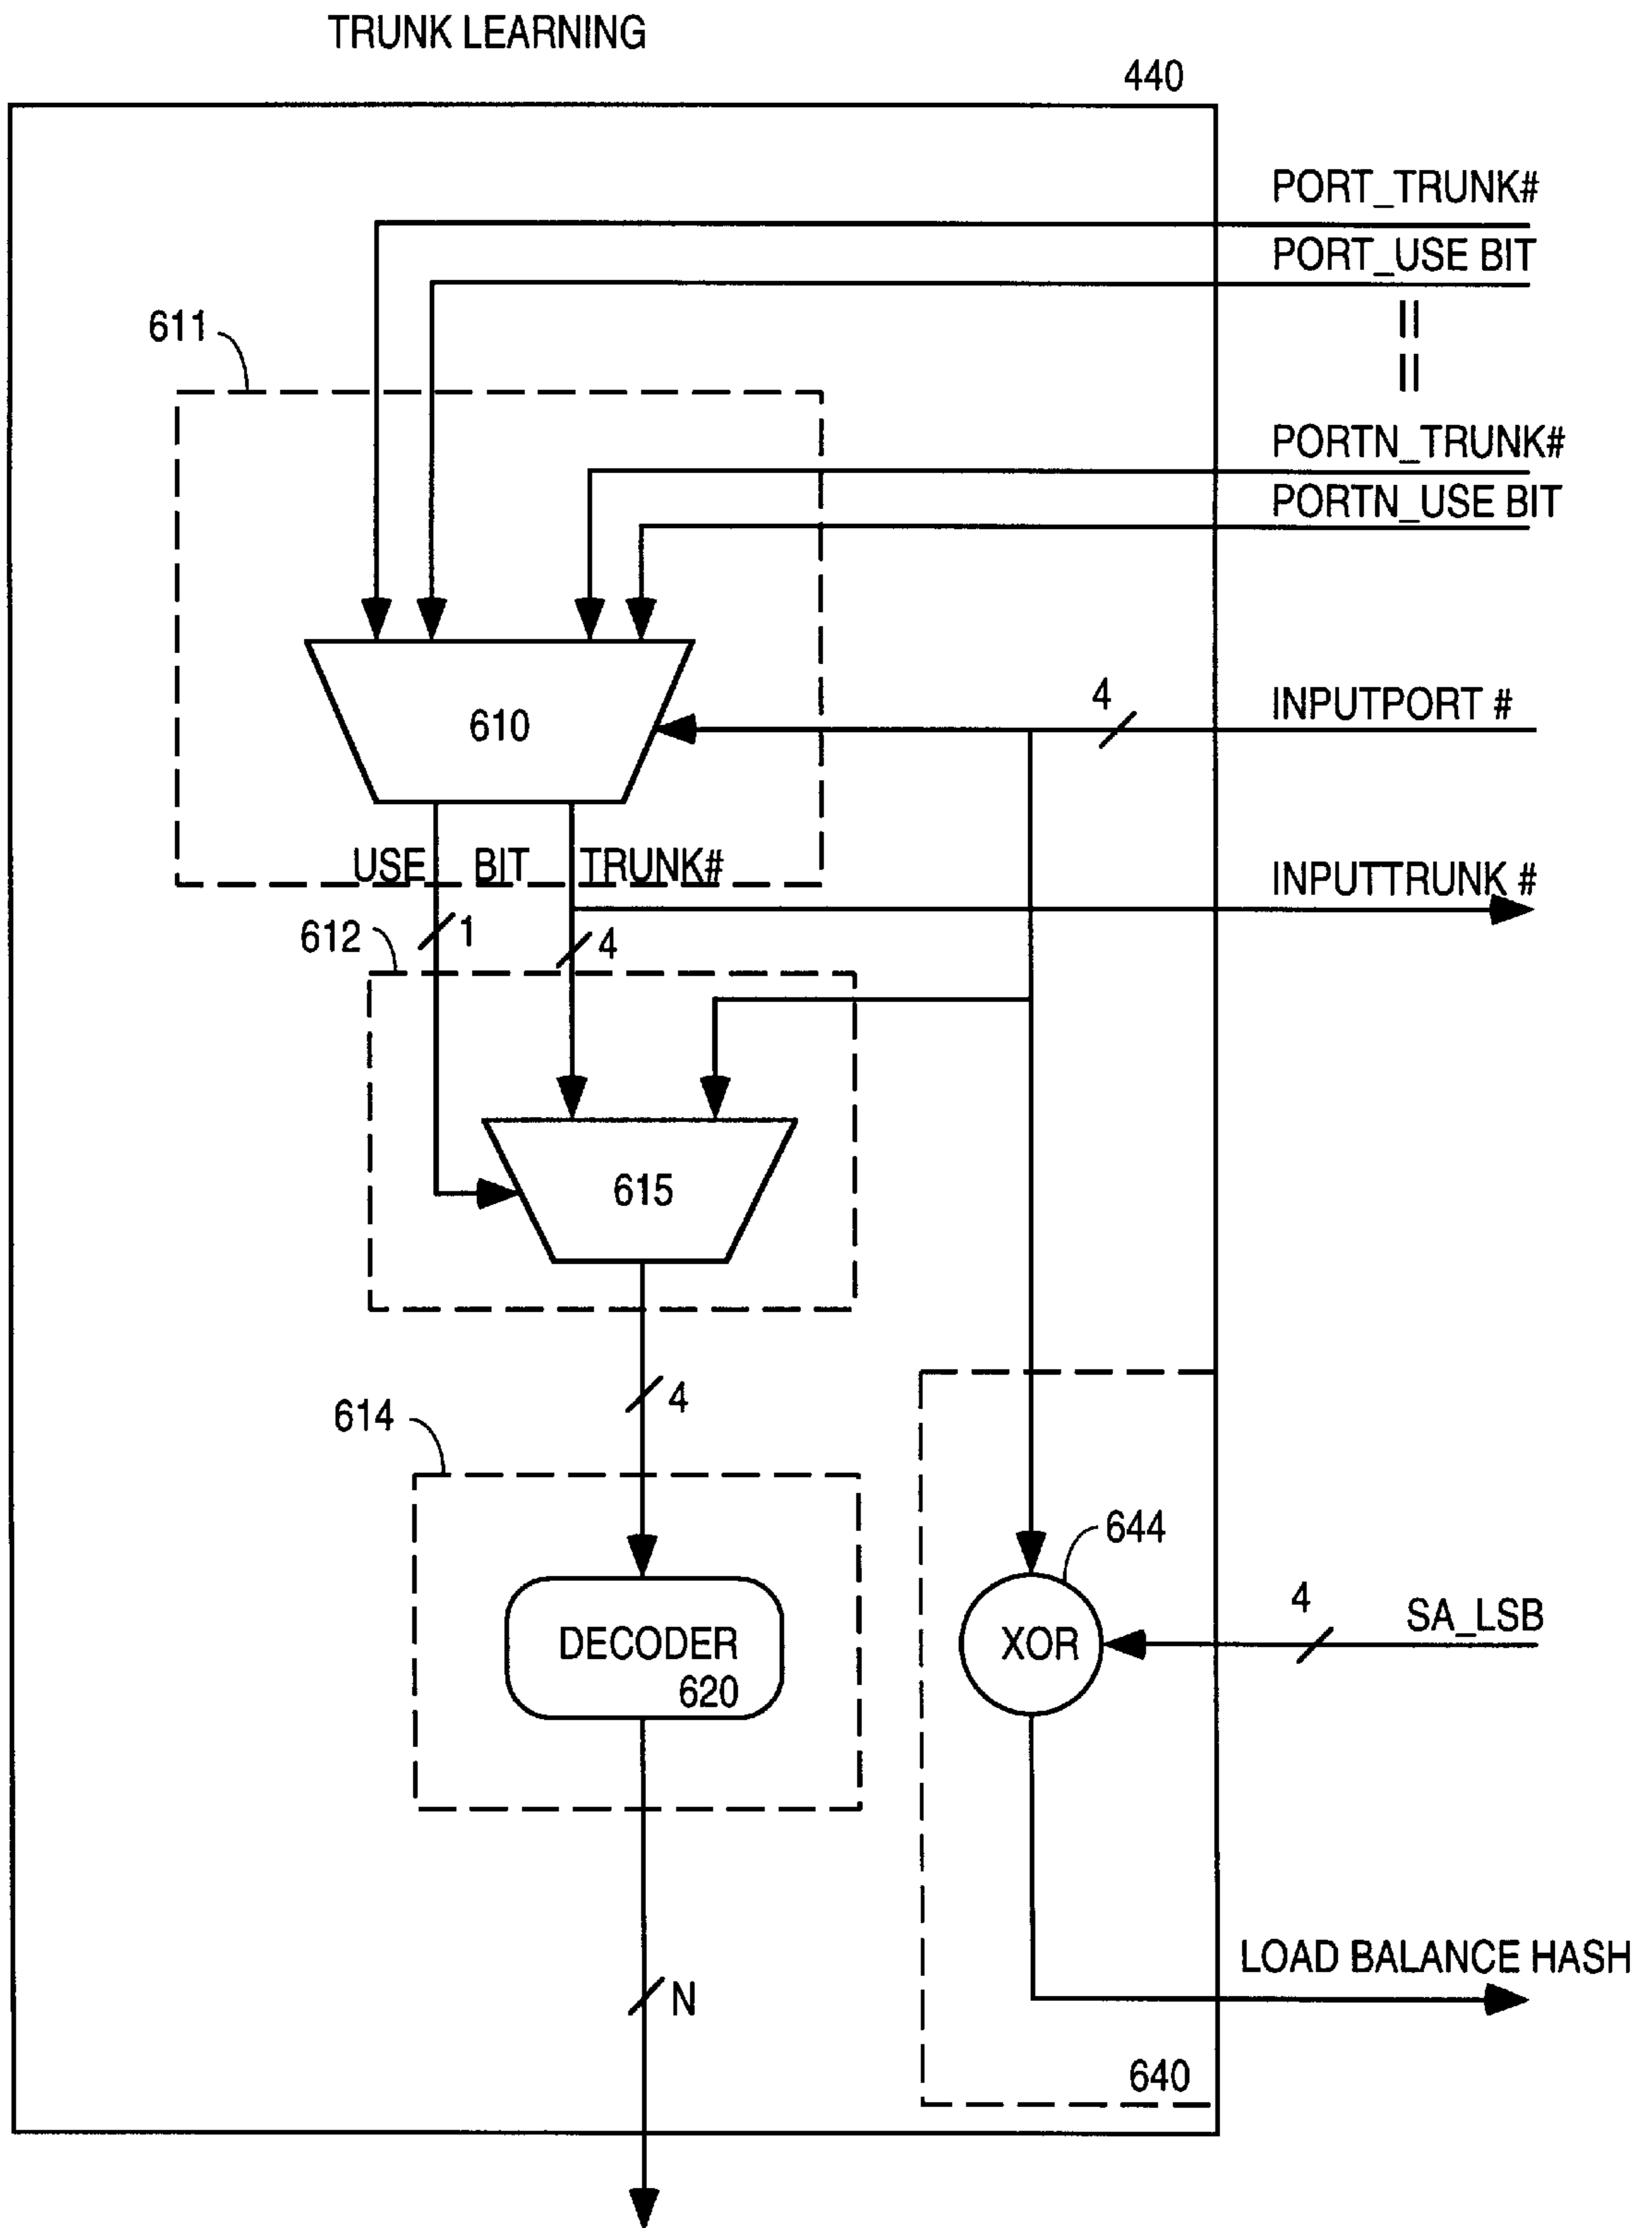 TRUNK LEARNING
440
PORT_TRUNK#
PORT_USE BIT
611
PORTN_TRUNK#
PORTN_USE BIT
610
4
INPUTPORT #
USE BIT TRUNK#
INPUTTRUNK #
612
1
4
615
4
614
644
DECODER
620
XOR
4
SA_LSB
LOAD BALANCE HASH
N
640